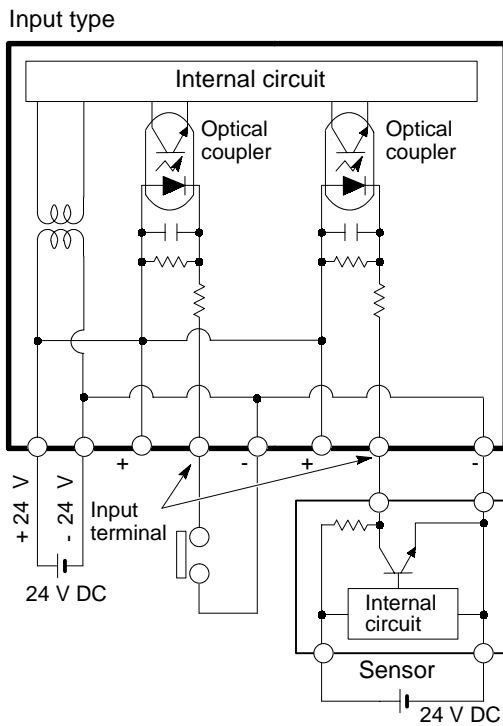 Input type
Internal circuit
Optical
coupler
Optical
coupler
+ 24 V
- 24 V
+
-
+
-
Input
terminal
24 V DC
Internal
circuit
Sensor
24 V DC